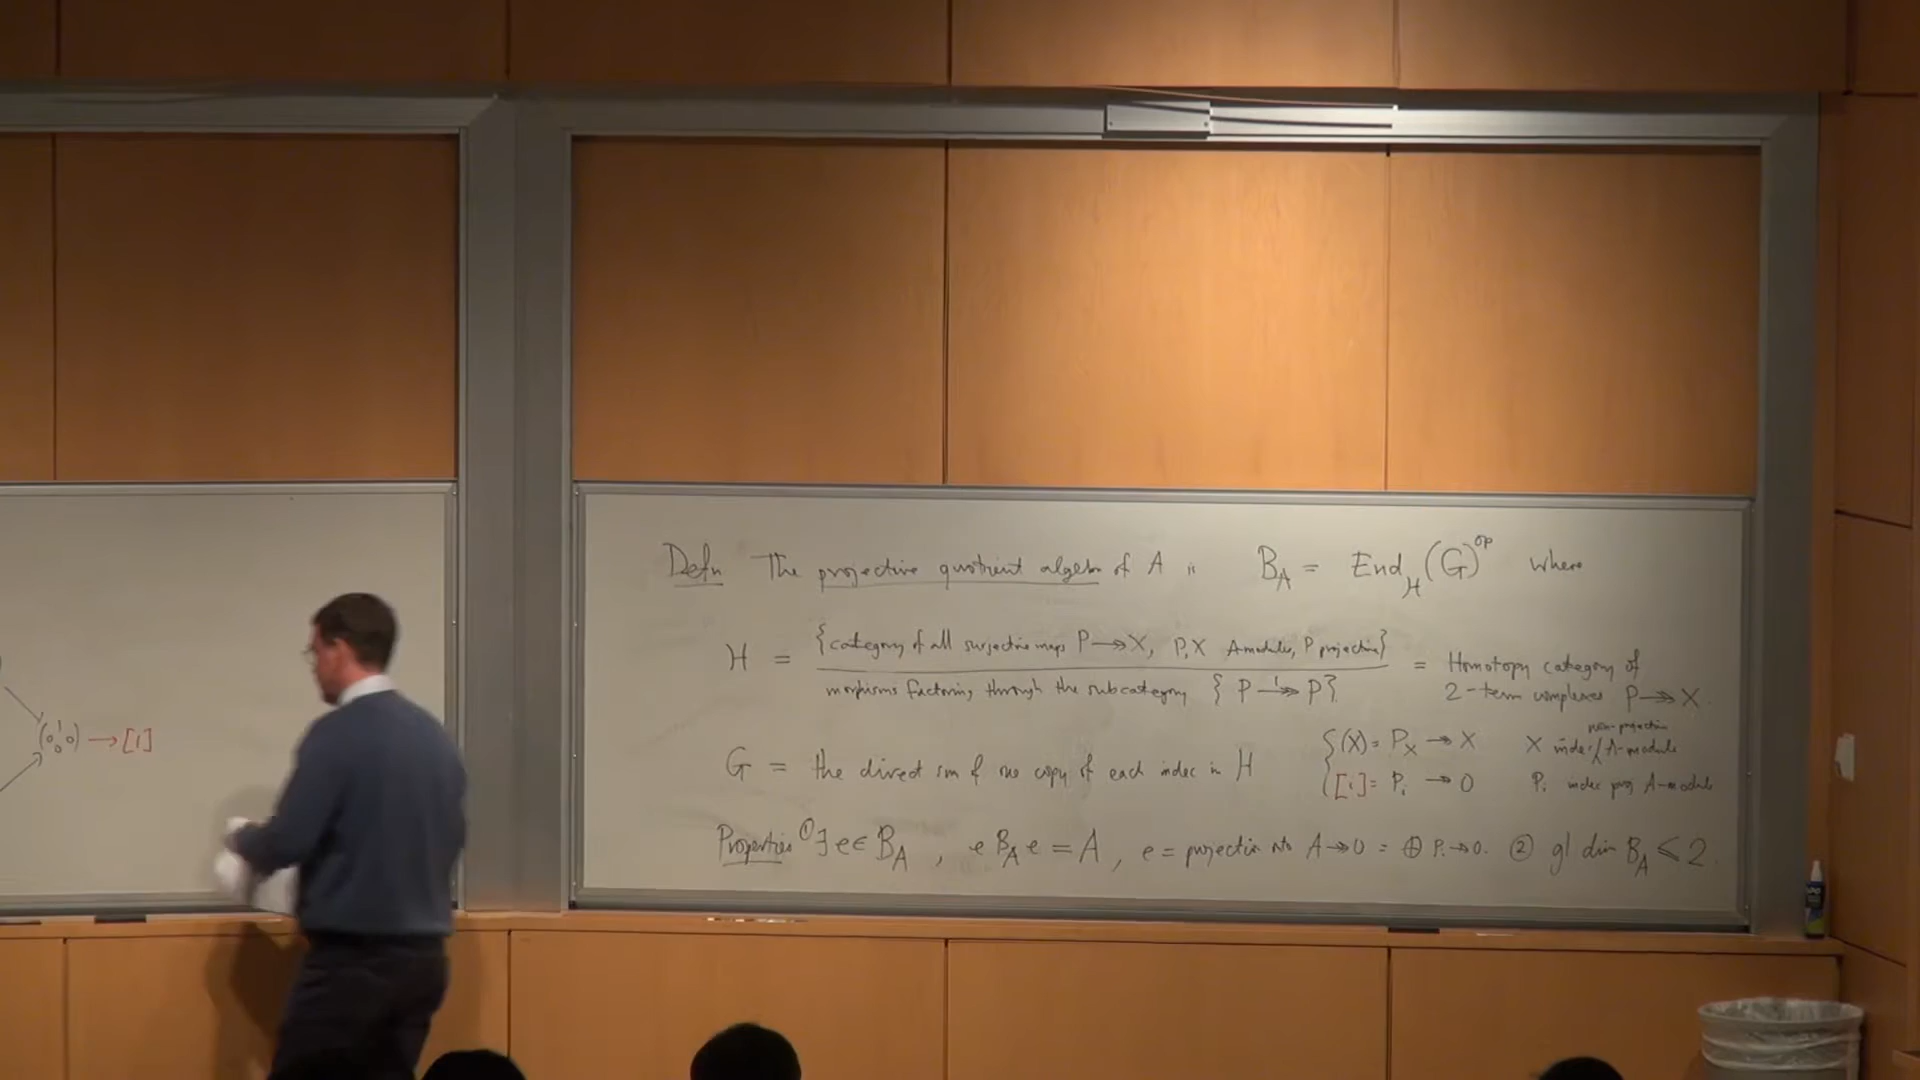 (0 1 0 0) → [1]
Defn The projective quotient algebra of A is B_A = End_H (G)^op where
H = {category of all surjective maps P ↠ X, P, X A-modules, P projective} / morphisms factoring through the subcategory { P →^1 P } = Homotopy category of 2-term complexes P ↠ X.
G = the direct sum of one copy of each indec in H
(X) = P_X ↠ X X indec non-projective A-module
[i] = P_i ↠ 0 P_i indec proj A-module
Properties ① ∃ e ∈ B_A , e B_A e = A , e = projection onto A ↠ 0 = ⊕ P_i ↠ 0. ② gl dim B_A ⩽ 2